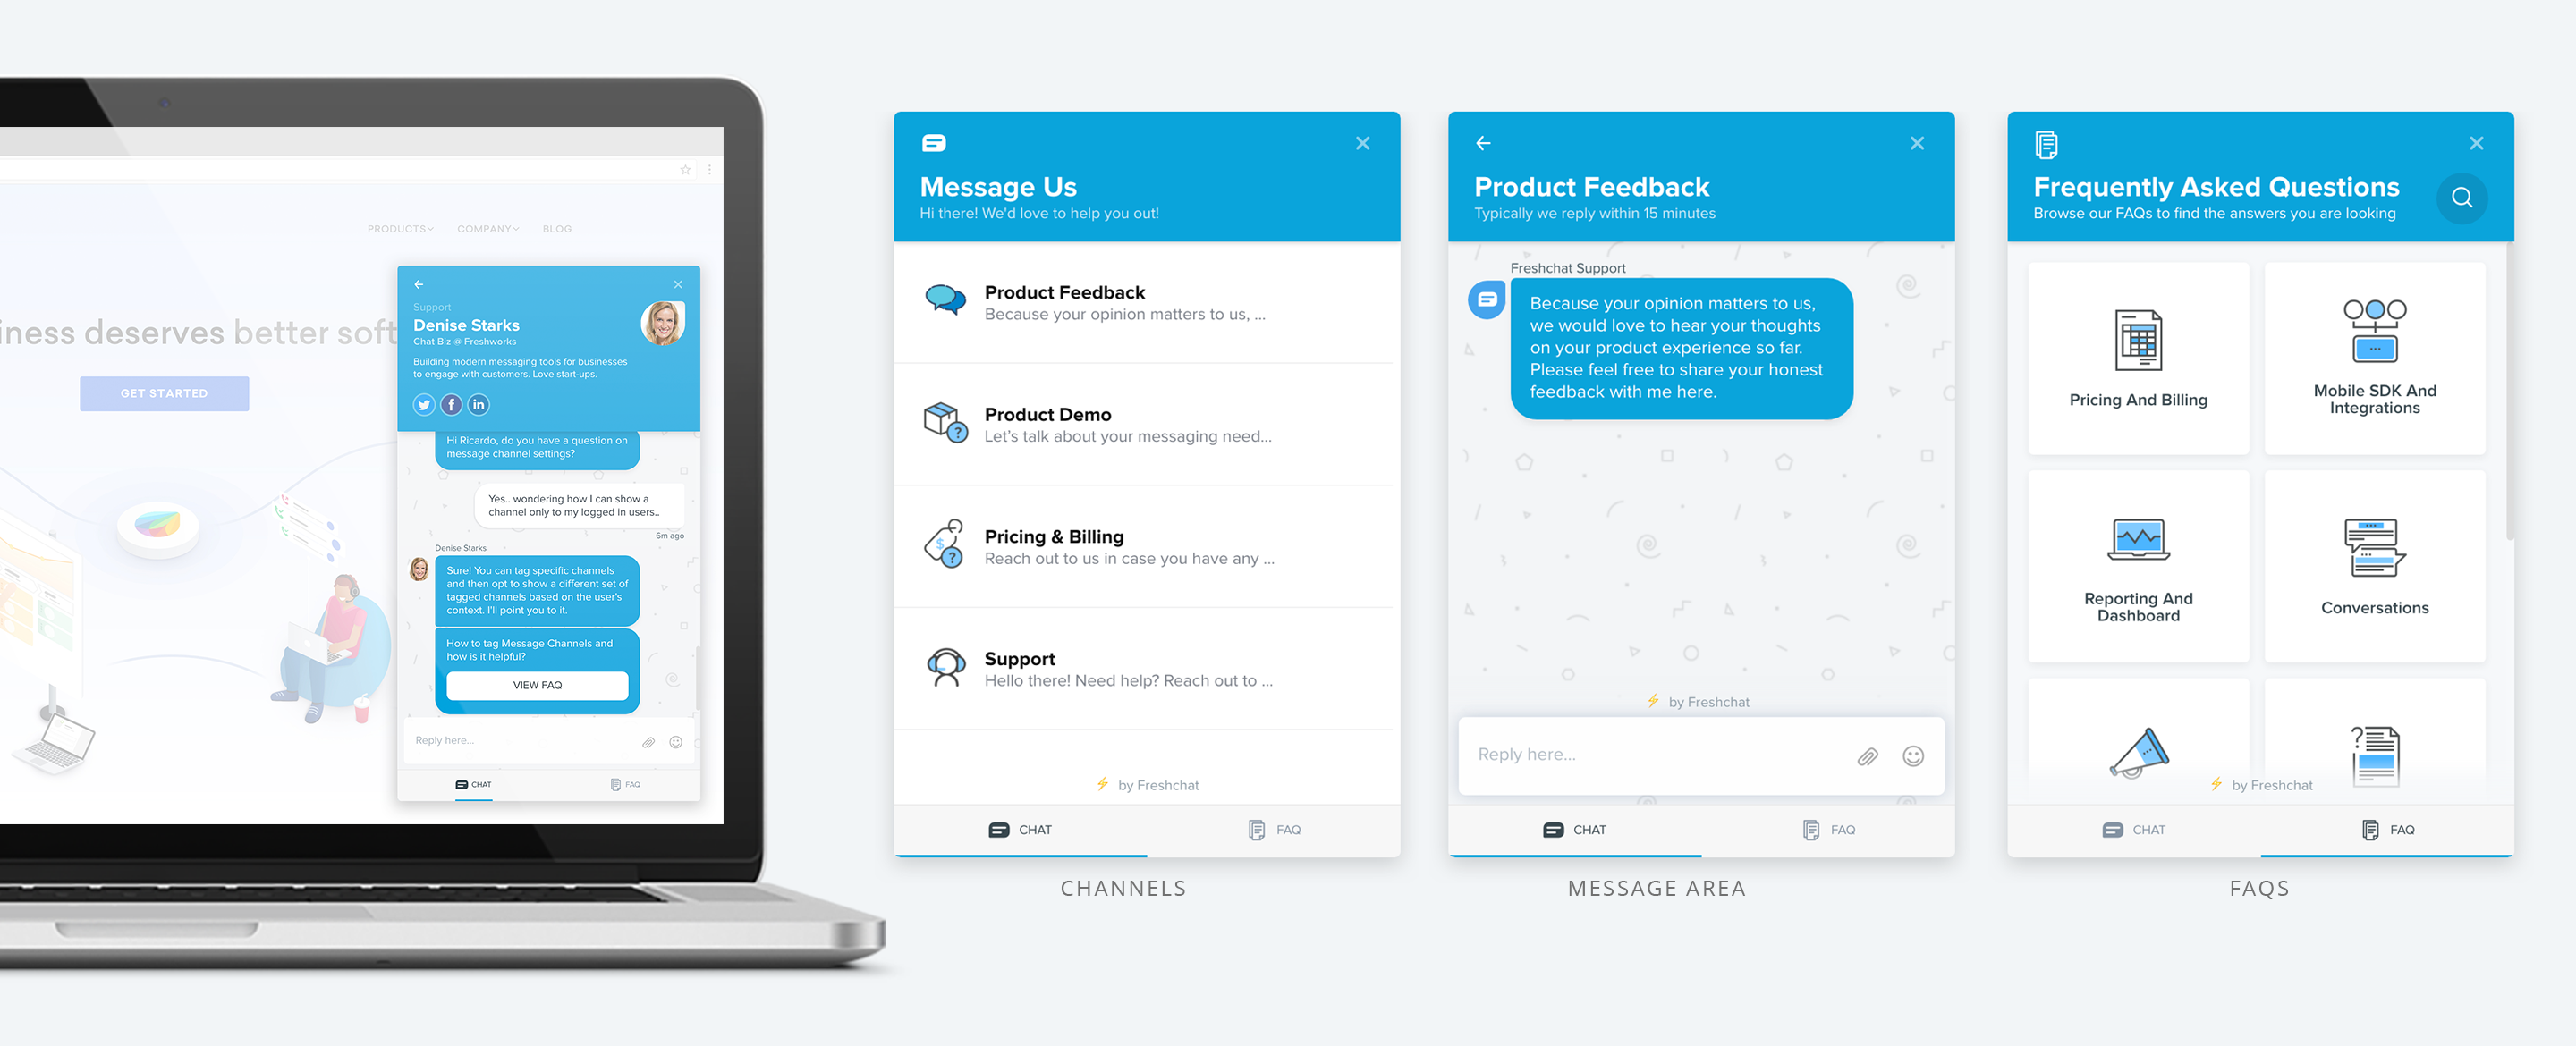 PRODUCTS
COMPANY
BLOG
iness deserves better soft
GET STARTED
Support
Denise Starks
Chat Biz @ Freshworks
Building modern messaging tools for businesses
to engage with customers. Love start-ups.
Hi Ricardo, do you have a question on
message channel settings?
Yes.. wondering how I can show a
channel only to my logged in users..
6m ago
Denise Starks
Sure! You can tag specific channels
and then opt to show a different set of
tagged channels based on the user's
context. I'll point you to it.
How to tag Message Channels and
how is it helpful?
VIEW FAQ
Reply here...
CHAT
FAQ
Message Us
Hi there! We'd love to help you out!
Product Feedback
Because your opinion matters to us, ...
Product Demo
Let's talk about your messaging need...
Pricing & Billing
Reach out to us in case you have any ...
Support
Hello there! Need help? Reach out to ...
by Freshchat
CHAT
FAQ
CHANNELS
Product Feedback
Typically we reply within 15 minutes
Freshchat Support
Because your opinion matters to us,
we would love to hear your thoughts
on your product experience so far.
Please feel free to share your honest
feedback with me here.
by Freshchat
Reply here...
CHAT
FAQ
MESSAGE AREA
Frequently Asked Questions
Browse our FAQs to find the answers you are looking
Pricing And Billing
Mobile SDK And
Integrations
Reporting And
Dashboard
Conversations
by Freshchat
CHAT
FAQ
FAQS